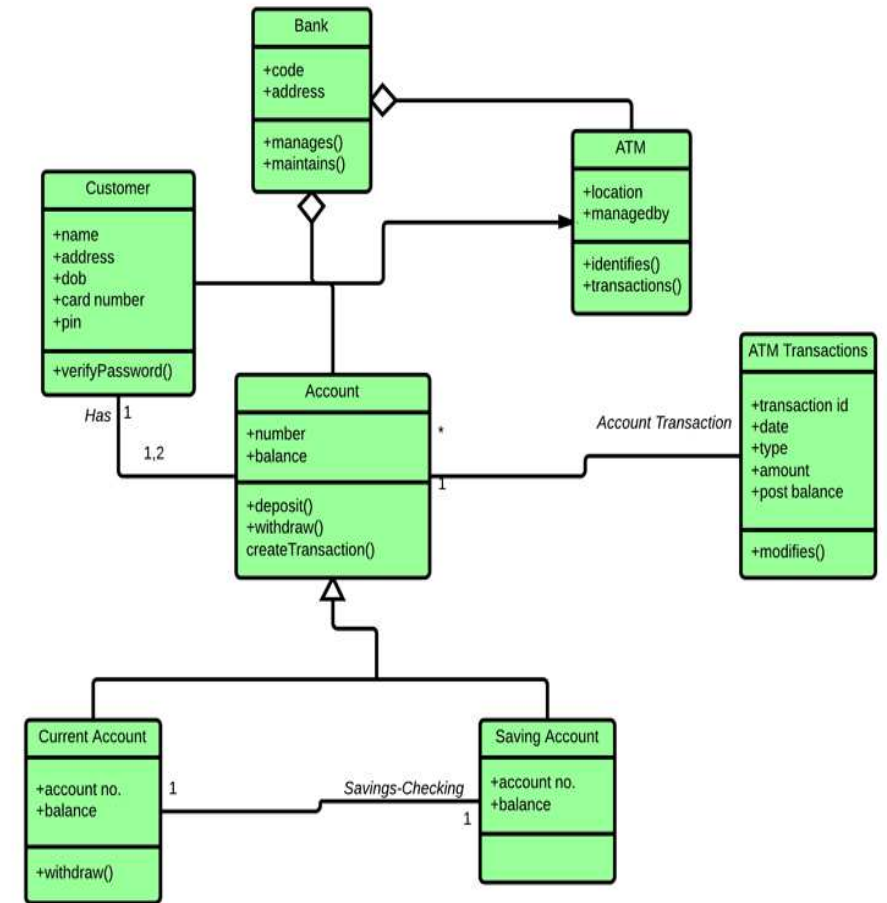 Bank
+code
+address
+manages()
+maintains()
ATM
+location
+managedby
+identifies()
+transactions()
Customer
+name
+address
+dob
+card number
+pin
+verifyPassword()
Has
1
1,2
Account
+number
+balance
+deposit()
+withdraw()
createTransaction()
*
1
Account Transaction
ATM Transactions
+transaction id
+date
+type
+amount
+post balance
+modifies()
Current Account
+account no.
+balance
+withdraw()
1
Savings-Checking
1
Saving Account
+account no.
+balance